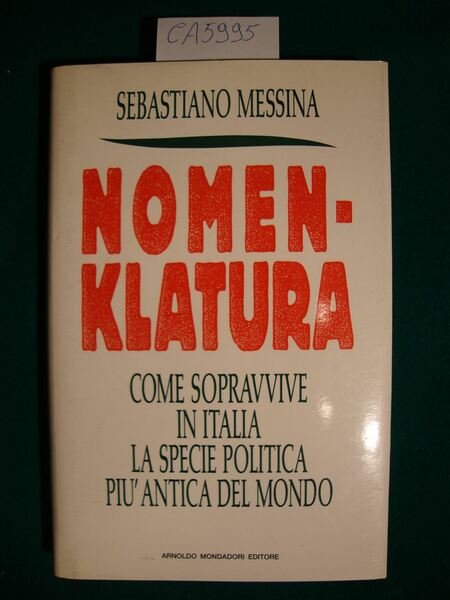 CA5995
SEBASTIANO MESSINA
NOMEN-
KLATURA
COME SOPRAVVIVE
IN ITALIA
LA SPECIE POLITICA
PIU' ANTICA DEL MONDO
ARNOLDO MONDADORI EDITORE